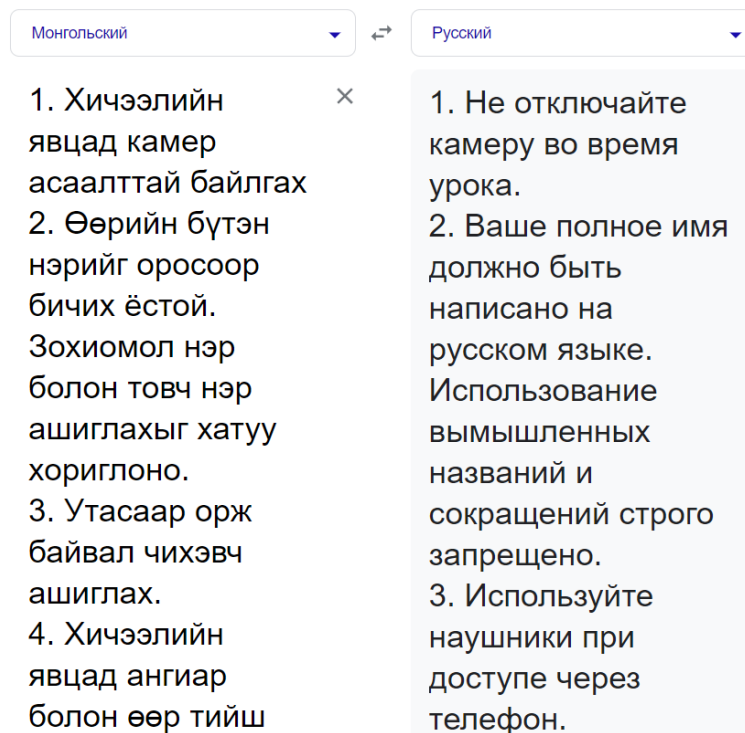 Монгольский
Русский
1. Хичээлийн
явцад камер
асаалттай байлгах
2. Өөрийн бүтэн
нэрийг оросоор
бичих ёстой.
Зохиомол нэр
болон товч нэр
ашиглахыг хатуу
хориглоно.
3. Утасаар орж
байвал чихэвч
ашиглах.
4. Хичээлийн
явцад ангиар
болон өөр тийш
1. Не отключайте
камеру во время
урока.
2. Ваше полное имя
должно быть
написано на
русском языке.
Использование
вымышленных
названий и
сокращений строго
запрещено.
3. Используйте
наушники при
доступе через
телефон.